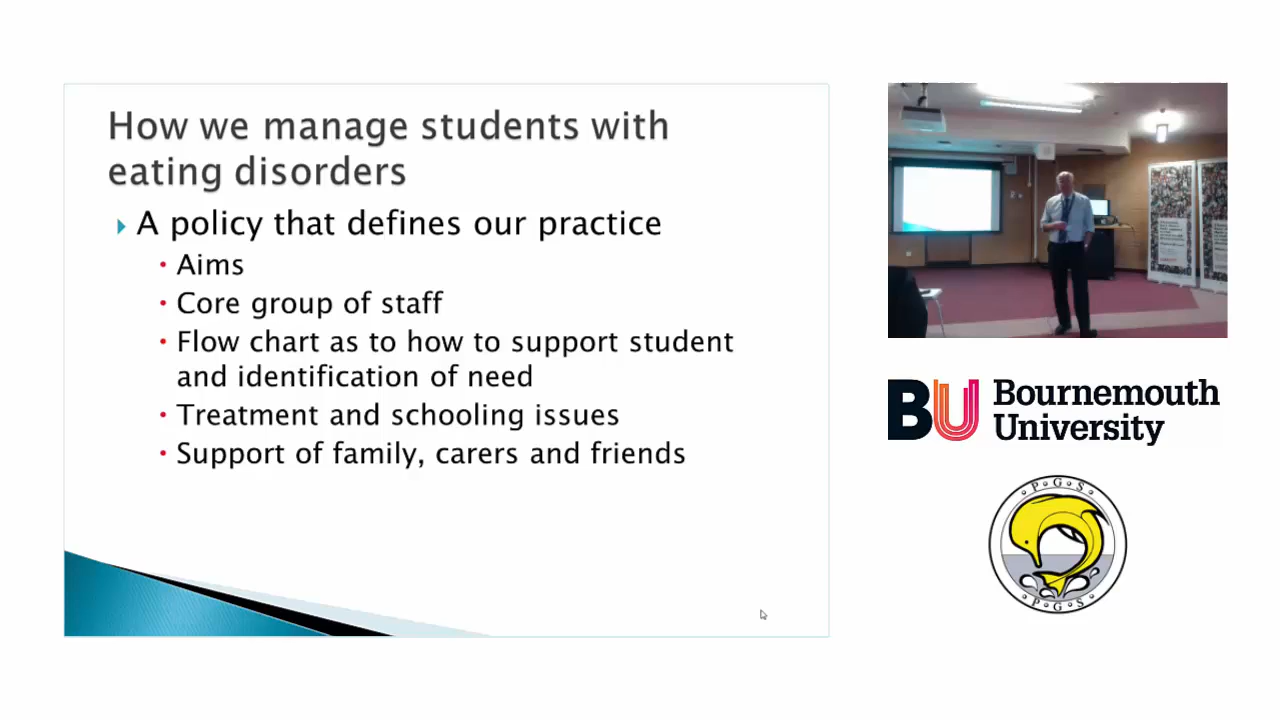 How we manage students with
eating disorders
A policy that defines our practice
Aims
Core group of staff
Flow chart as to how to support student
and identification of need
Treatment and schooling issues
Support of family, carers and friends
BU Bournemouth
University
P·G·S
P·G·S